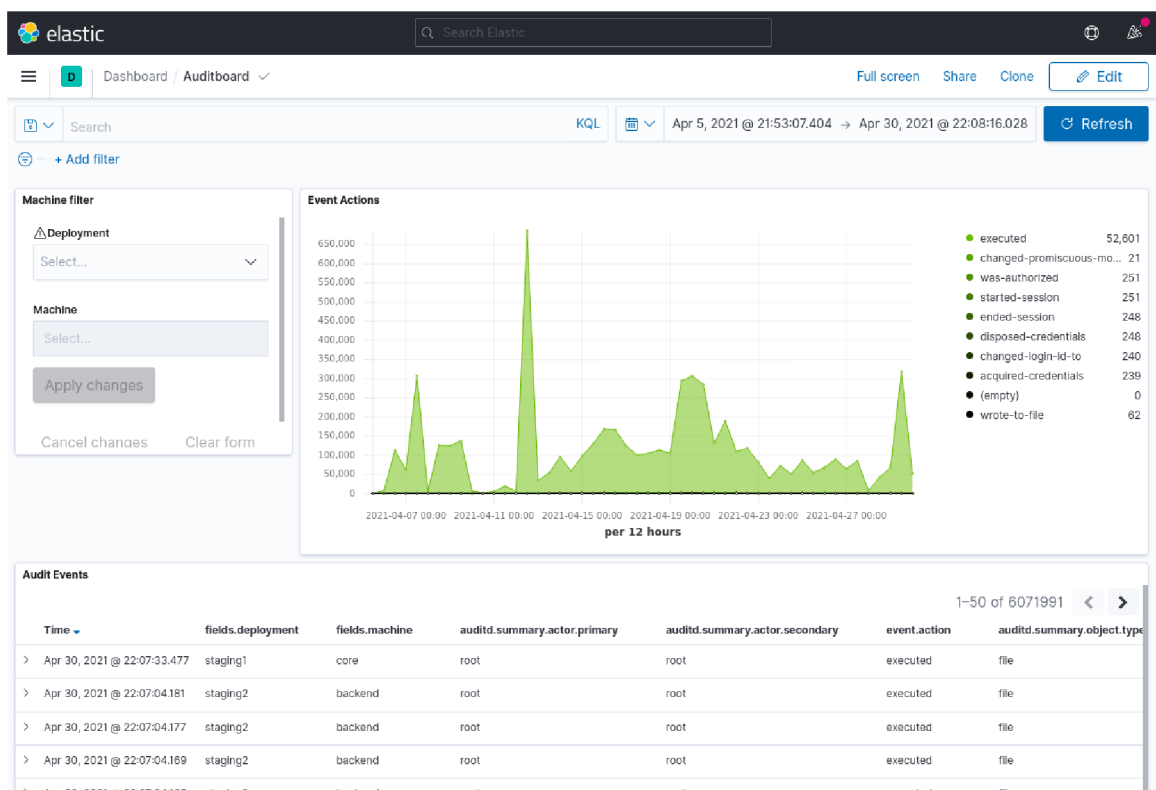 elastic
Search Elastic
D
Dashboard / Auditboard
Full screen Share Clone Edit
Search KQL
Apr 5, 2021 @ 21:53:07.404 → Apr 30, 2021 @ 22:08:16.028 Refresh
+ Add filter
Machine filter
Deployment
Select...
Machine
Select...
Apply changes
Cancel changes Clear form
Event Actions
650,000
600,000
550,000
500,000
450,000
400,000
350,000
300,000
250,000
200,000
150,000
100,000
50,000
0
2021-04-07 00:00 2021-04-11 00:00 2021-04-15 00:00 2021-04-19 00:00 2021-04-23 00:00 2021-04-27 00:00
per 12 hours
executed 52,601
changed-promiscuous-mo... 21
was-authorized 251
started-session 251
ended-session 248
disposed-credentials 248
changed-login-id-to 240
acquired-credentials 239
(empty) 0
wrote-to-file 62
Audit Events
1–50 of 6071991
Time fields.deployment fields.machine auditd.summary.actor.primary auditd.summary.actor.secondary event.action auditd.summary.object.type
Apr 30, 2021 @ 22:07:33.477 staging1 core root root executed file
Apr 30, 2021 @ 22:07:04.181 staging2 backend root root executed file
Apr 30, 2021 @ 22:07:04.177 staging2 backend root root executed file
Apr 30, 2021 @ 22:07:04.169 staging2 backend root root executed file